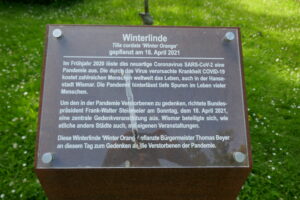 Winterlinde
Tilia cordata 'Winter Orange'
gepflanzt am 18. April 2021
Im Frühjahr 2020 löste das neuartige Coronavirus SARS-CoV-2 eine
Pandemie aus. Die durch das Virus verursachte Krankheit COVID-19
kostet zahlreichen Menschen weltweit das Leben, auch in der Hanse-
stadt Wismar. Die Pandemie hinterlässt tiefe Spuren im Leben vieler
Menschen.
Um den in der Pandemie Verstorbenen zu gedenken, richtete Bundes-
präsident Frank-Walter Steinmeier am Sonntag, dem 18. April 2021,
eine zentrale Gedenkveranstaltung aus. Wismar beteiligte sich, wie
etliche andere Städte auch, mit eigenen Veranstaltungen.
Diese Winterlinde 'Winter Orange' pflanzte Bürgermeister Thomas Beyer
an diesem Tag zum Gedenken an die Verstorbenen der Pandemie.